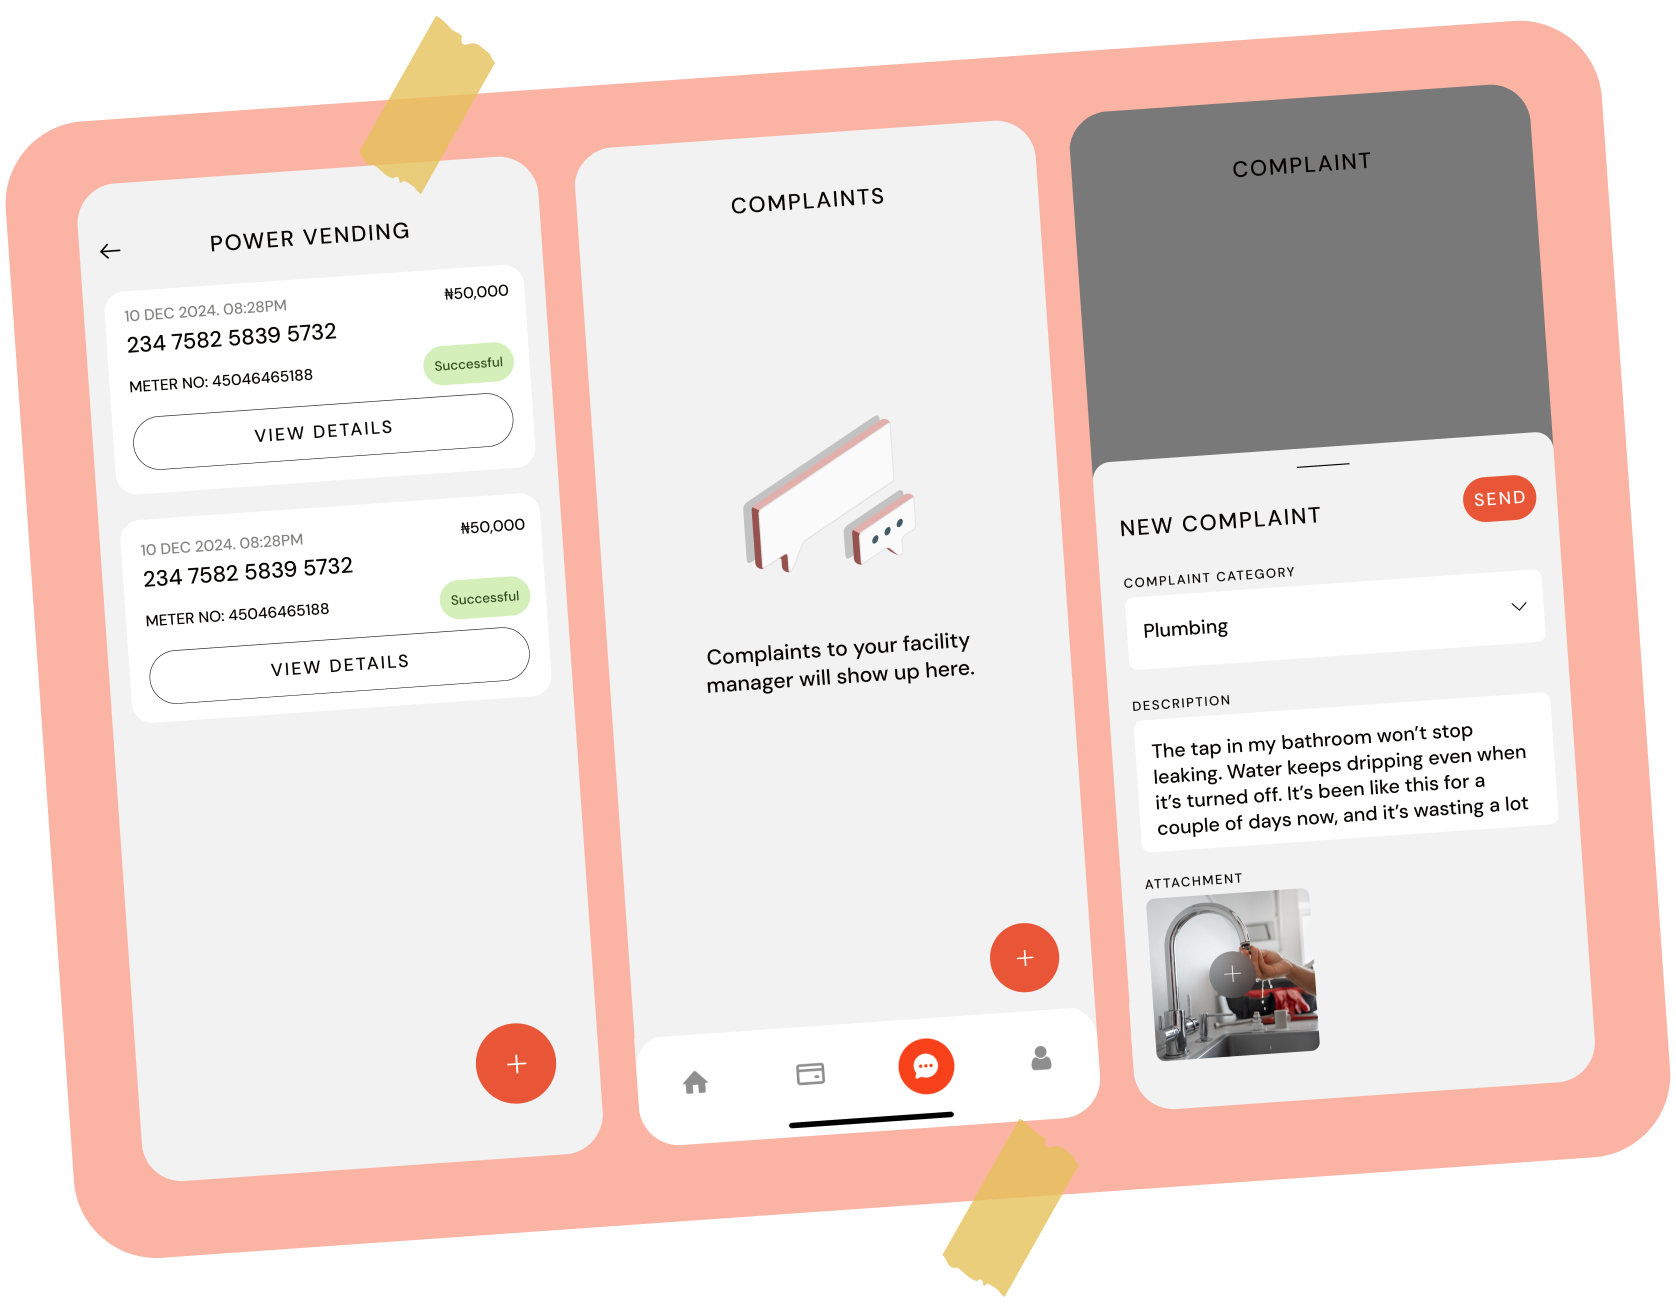 POWER VENDING
10 DEC 2024. 08:28PM
₦50,000
234 7582 5839 5732
METER NO: 45046465188
Successful
VIEW DETAILS
10 DEC 2024. 08:28PM
₦50,000
234 7582 5839 5732
METER NO: 45046465188
Successful
VIEW DETAILS
COMPLAINTS
Complaints to your facility
manager will show up here.
COMPLAINT
NEW COMPLAINT
SEND
COMPLAINT CATEGORY
Plumbing
DESCRIPTION
The tap in my bathroom won’t stop
leaking. Water keeps dripping even when
it’s turned off. It’s been like this for a
couple of days now, and it’s wasting a lot
ATTACHMENT